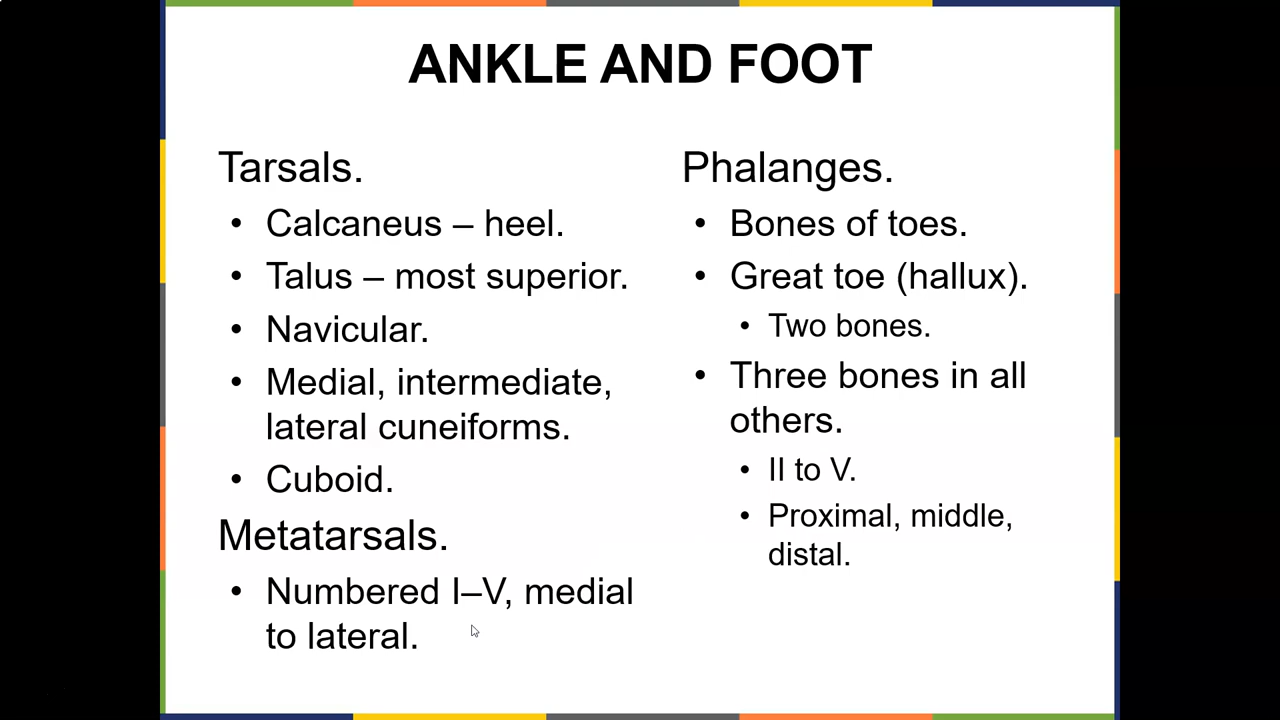 ANKLE AND FOOT
Tarsals.
• Calcaneus – heel.
• Talus – most superior.
• Navicular.
• Medial, intermediate,
lateral cuneiforms.
• Cuboid.
Metatarsals.
• Numbered I–V, medial
to lateral.
Phalanges.
• Bones of toes.
• Great toe (hallux).
• Two bones.
• Three bones in all
others.
• II to V.
• Proximal, middle,
distal.